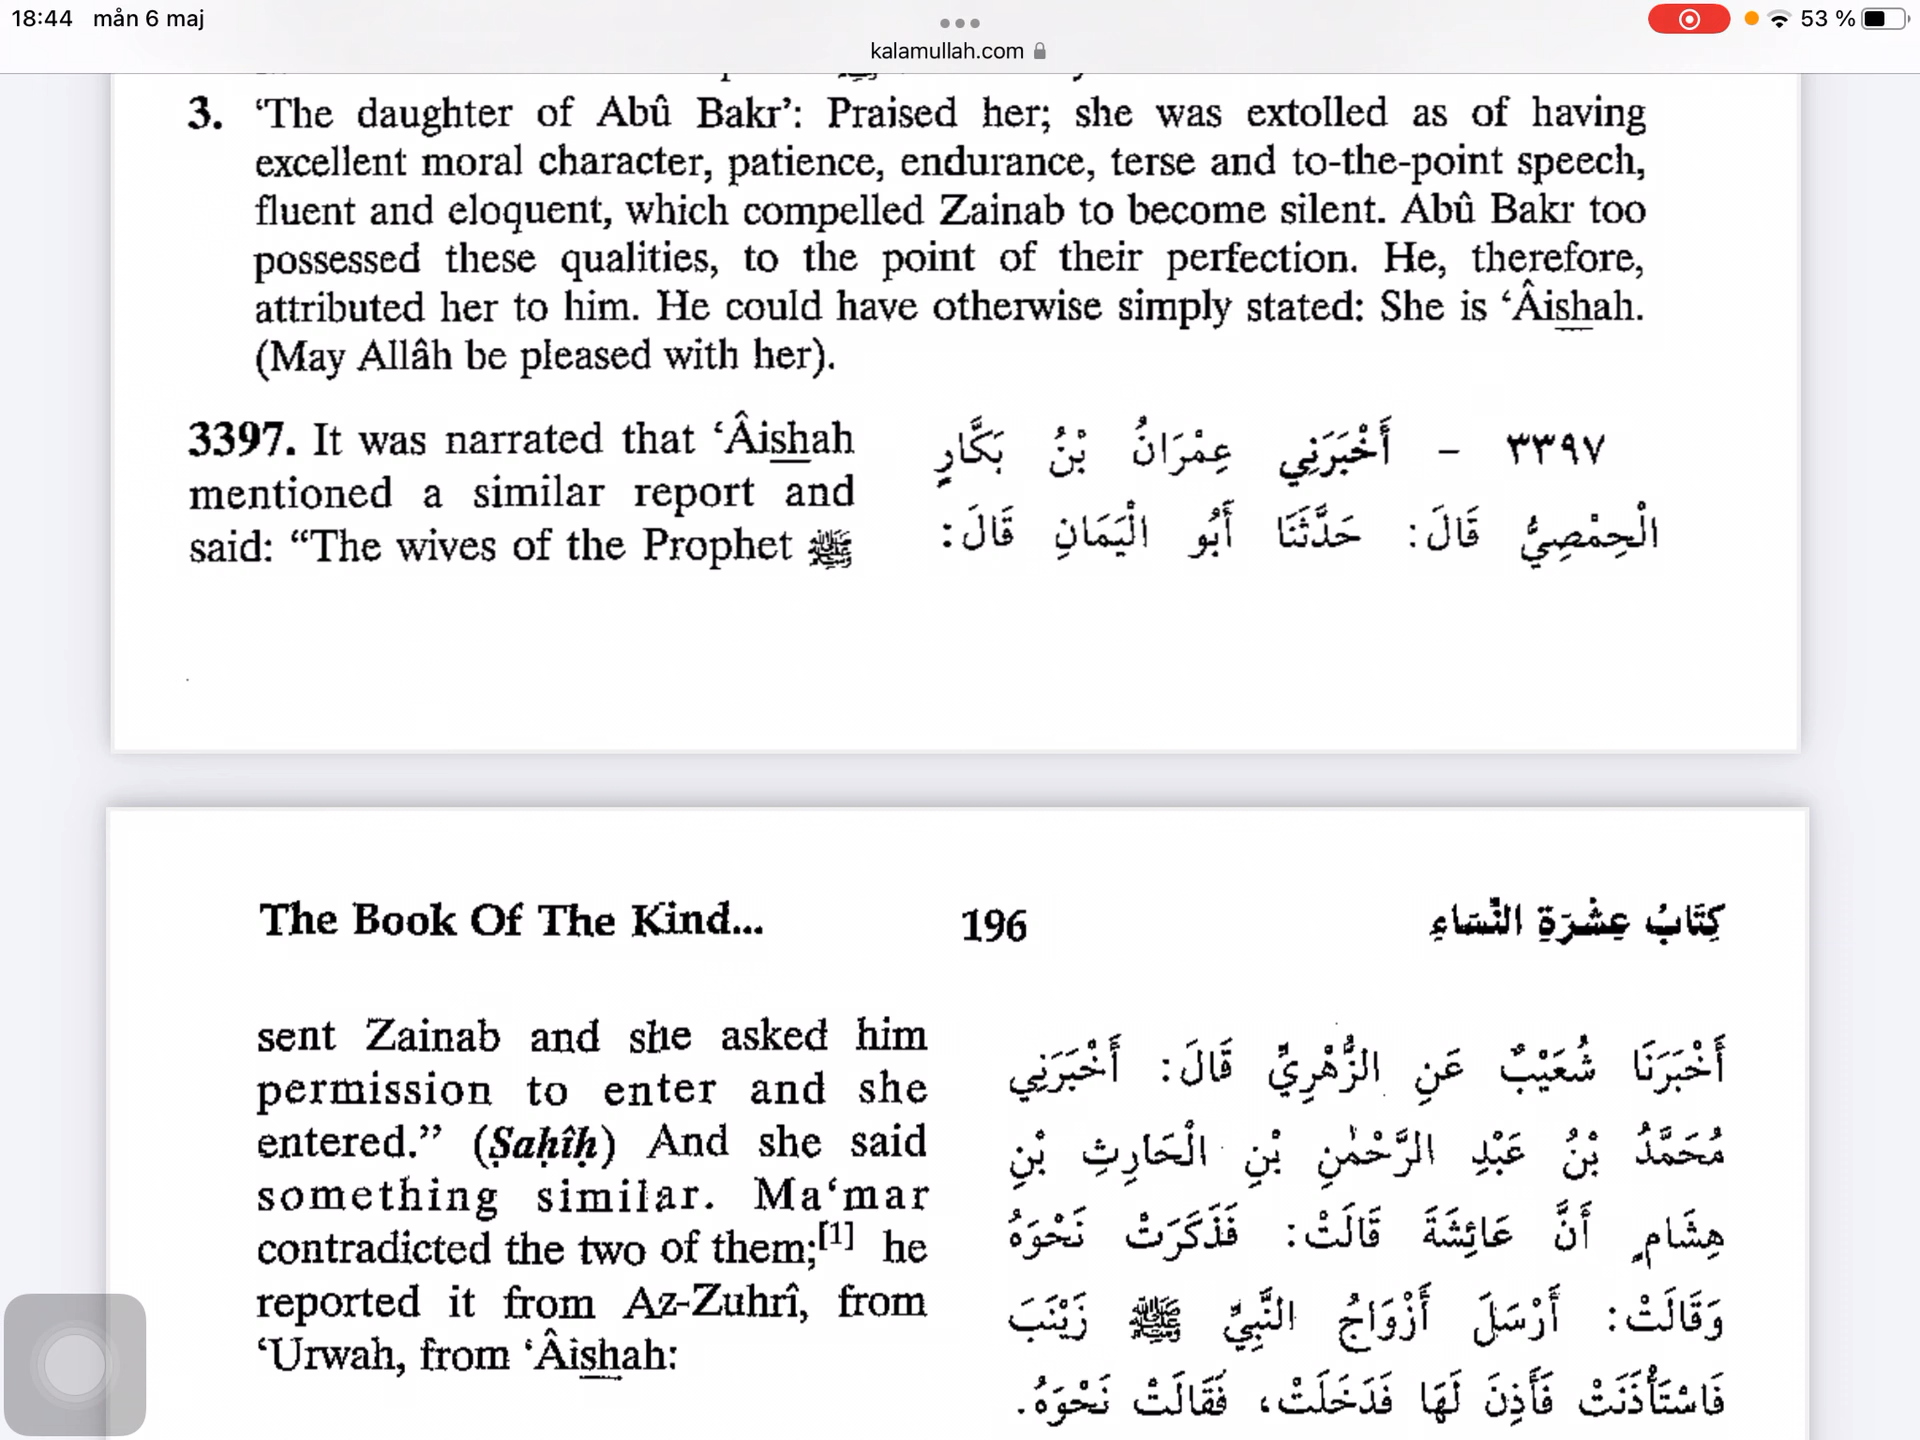 18:44 mån 6 maj
53 %
kalamullah.com
3. ‘The daughter of Abû Bakr’: Praised her; she was extolled as of having
excellent moral character, patience, endurance, terse and to-the-point speech,
fluent and eloquent, which compelled Zainab to become silent. Abû Bakr too
possessed these qualities, to the point of their perfection. He, therefore,
attributed her to him. He could have otherwise simply stated: She is ‘Âishah.
(May Allâh be pleased with her).
3397. It was narrated that ‘Âishah
mentioned a similar report and
said: “The wives of the Prophet ﷺ
٣٣٩٧ - أَخْبَرَنِي عِمْرَانُ بْنُ بَكَّارٍ
الْحِمْصِيُّ قَالَ: حَدَّثَنَا أَبُو الْيَمَانِ قَالَ:
The Book Of The Kind...
196
كِتَابُ عِشْرَةِ النِّسَاءِ
sent Zainab and she asked him
permission to enter and she
entered.” (Ṣaḥîḥ) And she said
something similar. Ma‘mar
contradicted the two of them;[1] he
reported it from Az-Zuhrî, from
‘Urwah, from ‘Âishah:
أَخْبَرَنَا شُعَيْبٌ عَنِ الزُّهْرِيِّ قَالَ: أَخْبَرَنِي
مُحَمَّدُ بْنُ عَبْدِ الرَّحْمٰنِ بْنِ الْحَارِثِ بْنِ
هِشَامٍ أَنَّ عَائِشَةَ قَالَتْ: فَذَكَرَتْ نَحْوَهُ
وَقَالَتْ: أَرْسَلَ أَزْوَاجُ النَّبِيِّ ﷺ زَيْنَبَ
فَاسْتَأْذَنَتْ فَأَذِنَ لَهَا فَدَخَلَتْ، فَقَالَتْ نَحْوَهُ.